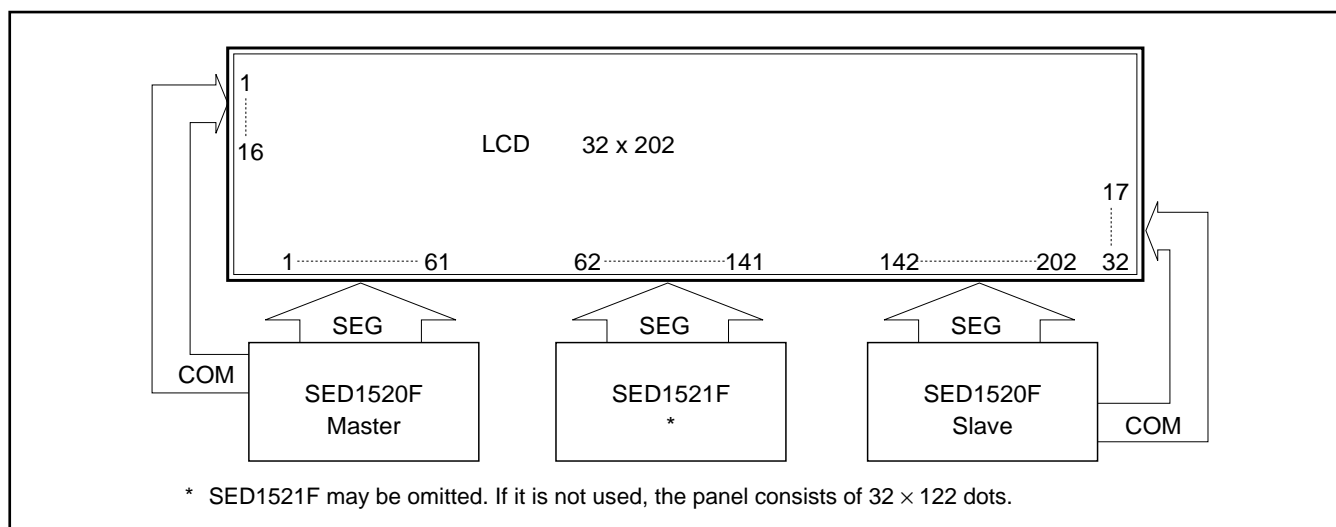 1
16
LCD 32 x 202
17
1 61 62 141 142 202 32
SEG SEG SEG
COM
SED1520F
Master
SED1521F
*
SED1520F
Slave
COM
* SED1521F may be omitted. If it is not used, the panel consists of 32 × 122 dots.